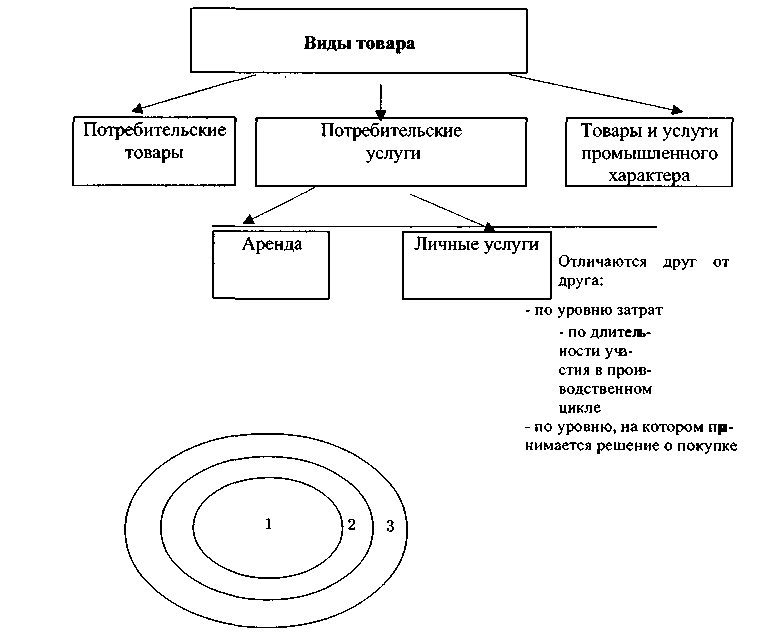 Виды товара
Потребительские
товары
Потребительские
услуги
Товары и услуги
промышленного
характера
Аренда
Личные услуги
Отличаются друг от
друга:
- по уровню затрат
- по длитель-
ности уча-
стия в произ-
водственном
цикле
- по уровню, на котором при-
нимается решение о покупке
1 2 3